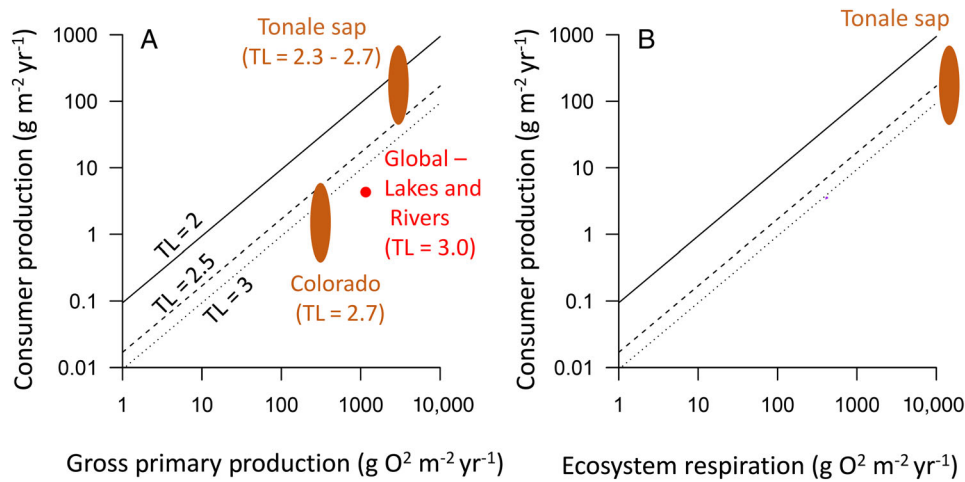 Tonale sap
(TL = 2.3 - 2.7)
A
1000
100
10
1
0.1
0.01
Consumer production (g m⁻² yr⁻¹)
TL = 2
TL = 2.5
TL = 3
Global –
Lakes and
Rivers
(TL = 3.0)
Colorado
(TL = 2.7)
1 10 100 1000 10,000
Gross primary production (g O² m⁻² yr⁻¹)
Tonale sap
B
1000
100
10
1
0.1
0.01
Consumer production (g m⁻² yr⁻¹)
1 10 100 1000 10,000
Ecosystem respiration (g O² m⁻² yr⁻¹)